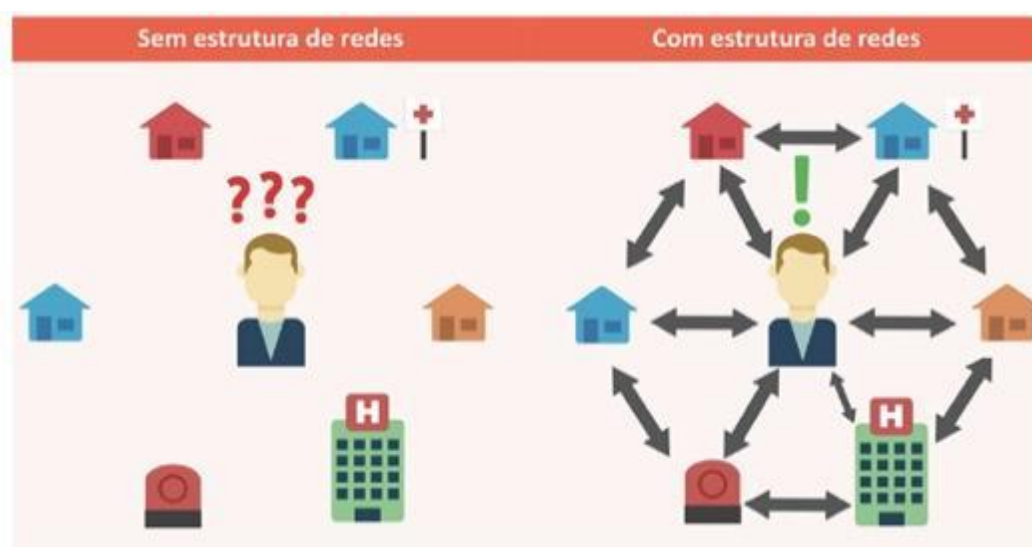 Sem estrutura de redes
Com estrutura de redes
???
!
H
H